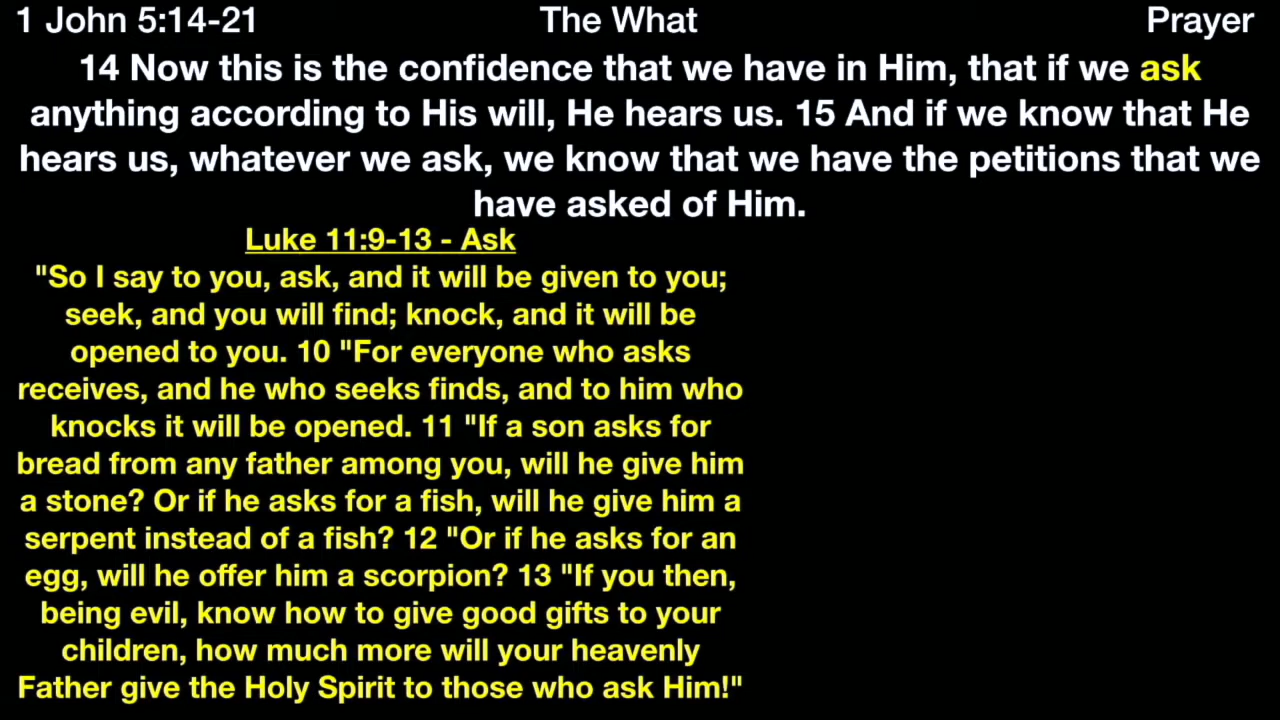 1 John 5:14-21 The What Prayer
14 Now this is the confidence that we have in Him, that if we ask
anything according to His will, He hears us. 15 And if we know that He
hears us, whatever we ask, we know that we have the petitions that we
have asked of Him.
Luke 11:9-13 - Ask
"So I say to you, ask, and it will be given to you;
seek, and you will find; knock, and it will be
opened to you. 10 "For everyone who asks
receives, and he who seeks finds, and to him who
knocks it will be opened. 11 "If a son asks for
bread from any father among you, will he give him
a stone? Or if he asks for a fish, will he give him a
serpent instead of a fish? 12 "Or if he asks for an
egg, will he offer him a scorpion? 13 "If you then,
being evil, know how to give good gifts to your
children, how much more will your heavenly
Father give the Holy Spirit to those who ask Him!"